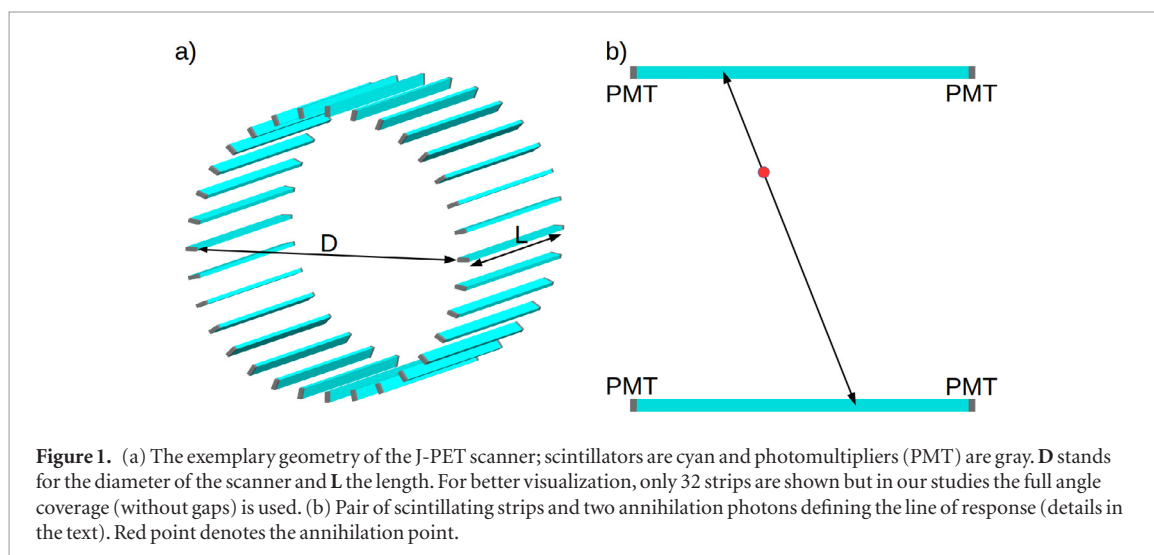 a)
D
L
b)
PMT
PMT
PMT
PMT
Figure 1. (a) The exemplary geometry of the J-PET scanner; scintillators are cyan and photomultipliers (PMT) are gray. D stands
for the diameter of the scanner and L the length. For better visualization, only 32 strips are shown but in our studies the full angle
coverage (without gaps) is used. (b) Pair of scintillating strips and two annihilation photons defining the line of response (details in
the text). Red point denotes the annihilation point.